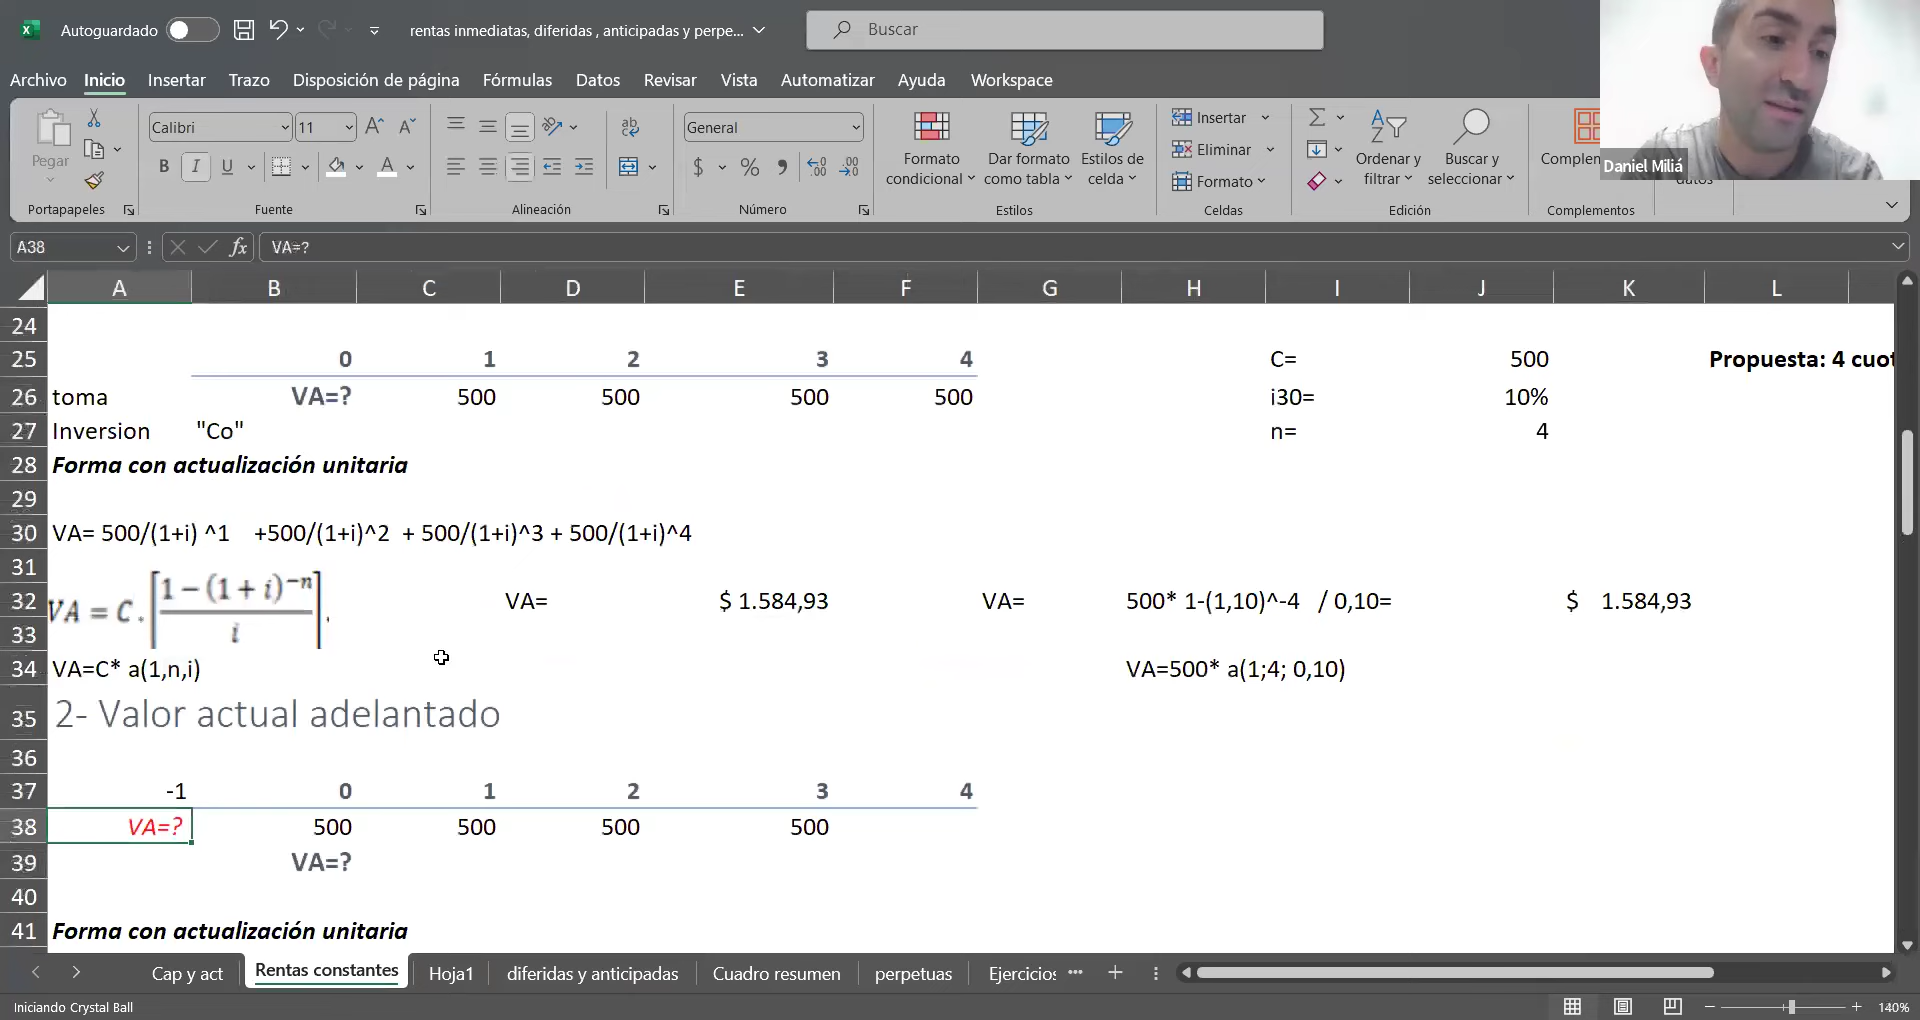 Autoguardado
rentas inmediatas, diferidas , anticipadas y perpe...
Buscar
Archivo Inicio Insertar Trazo Disposición de página Fórmulas Datos Revisar Vista Automatizar Ayuda Workspace
Pegar
Calibri 11
N I S
General
$ % 
Formato condicional
Dar formato como tabla
Estilos de celda
Insertar
Eliminar
Formato
Ordenar y filtrar
Buscar y seleccionar
Daniel Miliá
Portapapeles Fuente Alineación Número Estilos Celdas Edición Complementos
A38 fx VA=?
A B C D E F G H I J K L
24
25 0 1 2 3 4 C= 500 Propuesta: 4 cuot
26 toma VA=? 500 500 500 500 i30= 10%
27 Inversion "Co" n= 4
28 Forma con actualización unitaria
29
30 VA= 500/(1+i) ^1 +500/(1+i)^2 + 500/(1+i)^3 + 500/(1+i)^4
31
VA = C . [1 − (1 + i)⁻ⁿ / i] .
32 VA= $ 1.584,93 VA= 500* 1-(1,10)^-4 / 0,10= $ 1.584,93
33
34 VA=C* a(1,n,i) VA=500* a(1;4; 0,10)
35 2- Valor actual adelantado
36
37 -1 0 1 2 3 4
38 VA=? 500 500 500 500
39 VA=?
40
41 Forma con actualización unitaria
Cap y act Rentas constantes Hoja1 diferidas y anticipadas Cuadro resumen perpetuas Ejercicios ...
Iniciando Crystal Ball
140%